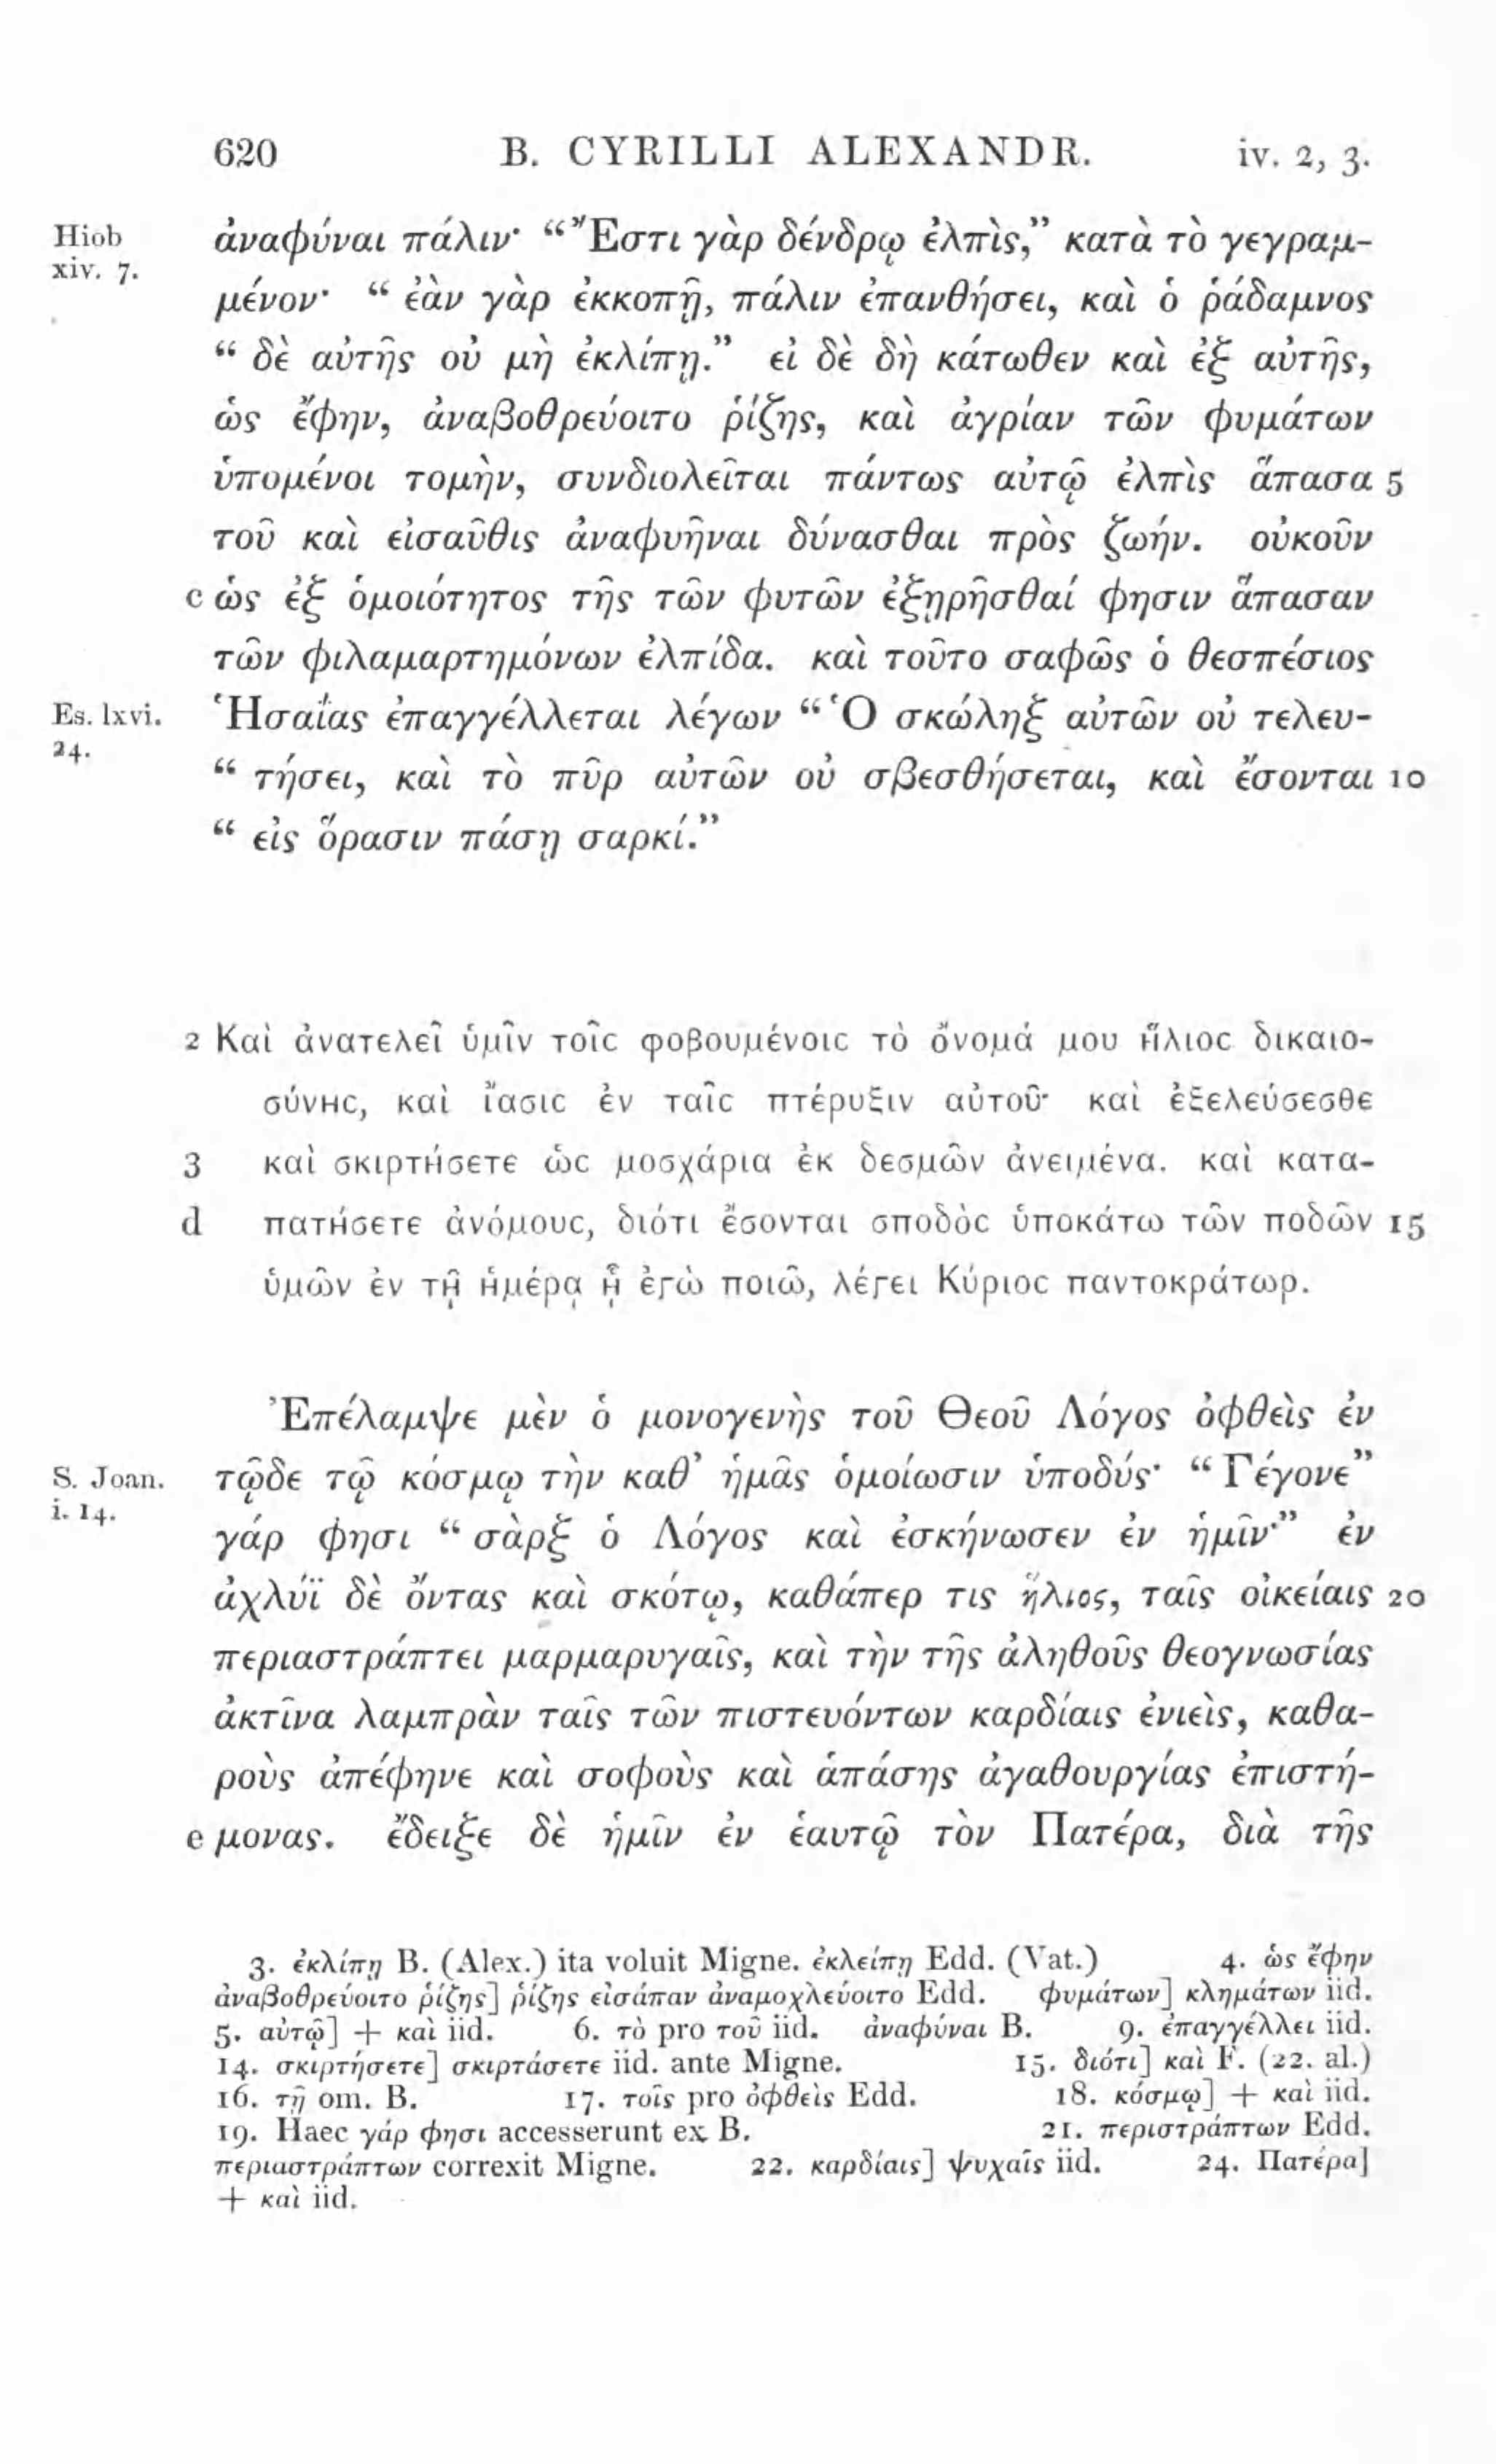 620 B. CYRILLI ALEXANDR. iv. 2, 3.
Hiob ἀναφύναι πάλιν· “Ἔστι γὰρ δένδρῳ ἐλπὶς,” κατὰ τὸ γεγραμ-
xiv. 7.
μένον· “ ἐὰν γὰρ ἐκκοπῇ, πάλιν ἐπανθήσει, καὶ ὁ ῥάδαμνος
“ δὲ αὐτῆς οὐ μὴ ἐκλίπῃ.” εἰ δὲ δὴ κάτωθεν καὶ ἐξ αὐτῆς,
ὡς ἔφην, ἀναβοθρεύοιτο ῥίζης, καὶ ἀγρίαν τῶν φυμάτων
ὑπομένοι τομὴν, συνδιολεῖται πάντως αὐτῷ ἐλπὶς ἅπασα 5
τοῦ καὶ εἰσαῦθις ἀναφυῆναι δύνασθαι πρὸς ζωήν. οὐκοῦν
c ὡς ἐξ ὁμοιότητος τῆς τῶν φυτῶν ἐξῃρῆσθαί φησιν ἅπασαν
τῶν φιλαμαρτημόνων ἐλπίδα. καὶ τοῦτο σαφῶς ὁ θεσπέσιος
Es. lxvi. Ἡσαΐας ἐπαγγέλλεται λέγων “Ὁ σκώληξ αὐτῶν οὐ τελευ-
24.
“ τήσει, καὶ τὸ πῦρ αὐτῶν οὐ σβεσθήσεται, καὶ ἔσονται 10
“ εἰς ὅρασιν πάσῃ σαρκί.”
2 Καὶ ἀνατελεῖ ὑμῖν τοῖς φοβουμένοις τὸ ὄνομά μου ἥλιος δικαιο-
σύνης, καὶ ἴασις ἐν ταῖς πτέρυξιν αὐτοῦ· καὶ ἐξελεύσεσθε
3 καὶ σκιρτήσετε ὡς μοσχάρια ἐκ δεσμῶν ἀνειμένα. καὶ κατα-
d πατήσετε ἀνόμους, διότι ἔσονται σποδὸς ὑποκάτω τῶν ποδῶν 15
ὑμῶν ἐν τῇ ἡμέρᾳ ᾗ ἐγὼ ποιῶ, λέγει Κύριος παντοκράτωρ.
Ἐπέλαμψε μὲν ὁ μονογενὴς τοῦ Θεοῦ Λόγος ὀφθεὶς ἐν
S. Joan. τῷδε τῷ κόσμῳ τὴν καθ’ ἡμᾶς ὁμοίωσιν ὑποδύς· “Γέγονε”
i. 14.
γάρ φησι “ σὰρξ ὁ Λόγος καὶ ἐσκήνωσεν ἐν ἡμῖν·” ἐν
ἀχλύϊ δὲ ὄντας καὶ σκότῳ, καθάπερ τις ἥλιος, ταῖς οἰκείαις 20
περιαστράπτει μαρμαρυγαῖς, καὶ τὴν τῆς ἀληθοῦς θεογνωσίας
ἀκτῖνα λαμπρὰν ταῖς τῶν πιστευόντων καρδίαις ἐνιεὶς, καθα-
ροὺς ἀπέφηνε καὶ σοφοὺς καὶ ἁπάσης ἀγαθουργίας ἐπιστή-
e μονας. ἔδειξε δὲ ἡμῖν ἐν ἑαυτῷ τὸν Πατέρα, διὰ τῆς
3. ἐκλίπῃ B. (Alex.) ita voluit Migne. ἐκλείπῃ Edd. (Vat.) 4. ὡς ἔφην
ἀναβοθρεύοιτο ῥίζης] ῥίζης εἰσάπαν ἀναμοχλεύοιτο Edd. φυμάτων] κλημάτων iid.
5. αὐτῷ] + καὶ iid. 6. τὸ pro τοῦ iid. ἀναφύναι B. 9. ἐπαγγέλλει iid.
14. σκιρτήσετε] σκιρτάσετε iid. ante Migne. 15. διότι] καὶ F. (22. al.)
16. τῇ om. B. 17. τοῖς pro ὀφθεὶς Edd. 18. κόσμῳ] + καὶ iid.
19. Haec γάρ φησι accesserunt ex B. 21. περιστράπτων Edd.
περιαστράπτων correxit Migne. 22. καρδίαις] ψυχαῖς iid. 24. Πατέρα]
+ καὶ iid.